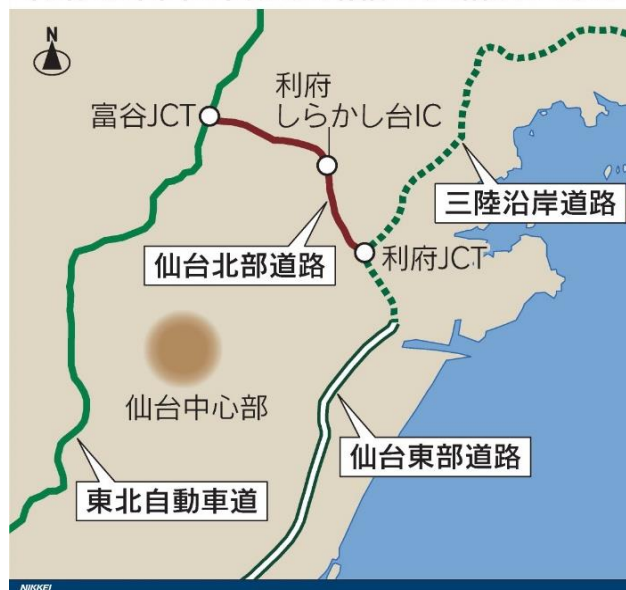 N
利府
しらかし台IC
富谷JCT
三陸沿岸道路
仙台北部道路
利府JCT
仙台中心部
仙台東部道路
東北自動車道
NIKKEI